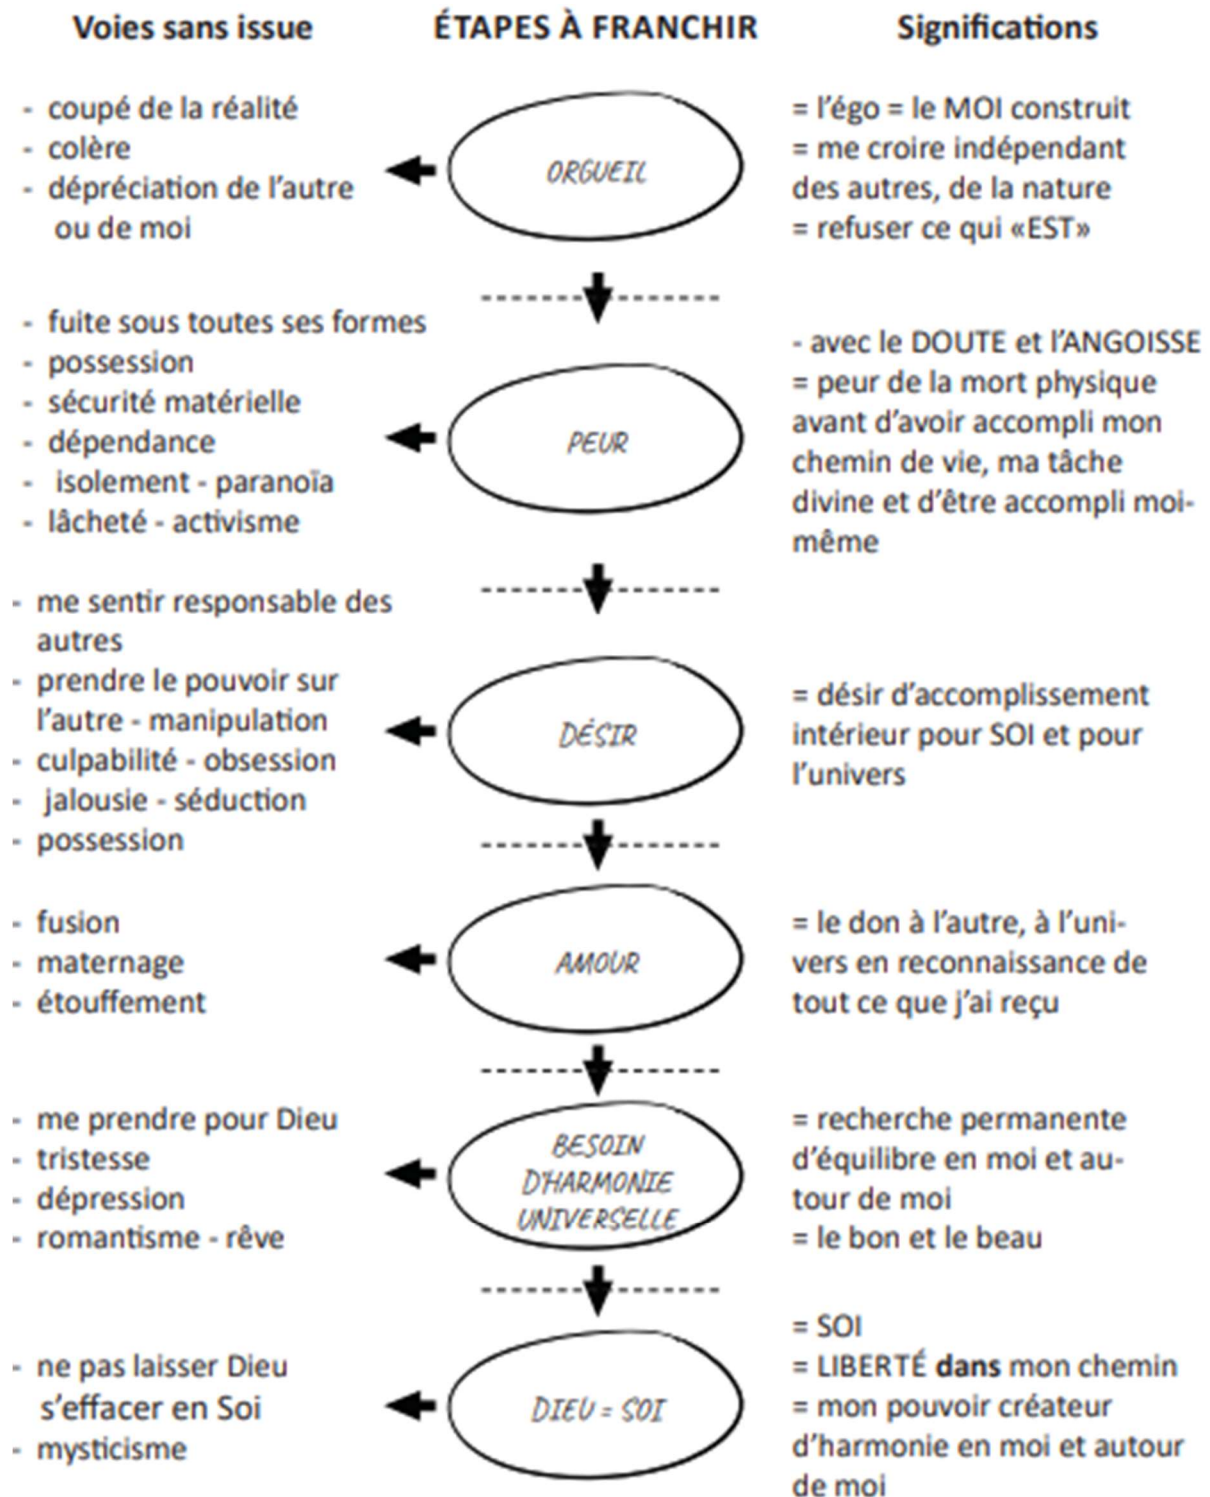 Voies sans issue
ÉTAPES À FRANCHIR
Significations
- coupé de la réalité
- colère
- dépréciation de l'autre
ou de moi
ORGUEIL
= l'égo = le MOI construit
= me croire indépendant
des autres, de la nature
= refuser ce qui «EST»
- fuite sous toutes ses formes
- possession
- sécurité matérielle
- dépendance
- isolement - paranoïa
- lâcheté - activisme
PEUR
- avec le DOUTE et l'ANGOISSE
= peur de la mort physique
avant d'avoir accompli mon
chemin de vie, ma tâche
divine et d'être accompli moi-
même
- me sentir responsable des
autres
- prendre le pouvoir sur
l'autre - manipulation
- culpabilité - obsession
- jalousie - séduction
- possession
DÉSIR
= désir d'accomplissement
intérieur pour SOI et pour
l'univers
- fusion
- maternage
- étouffement
AMOUR
= le don à l'autre, à l'uni-
vers en reconnaissance de
tout ce que j'ai reçu
- me prendre pour Dieu
- tristesse
- dépression
- romantisme - rêve
BESOIN
D'HARMONIE
UNIVERSELLE
= recherche permanente
d'équilibre en moi et au-
tour de moi
= le bon et le beau
- ne pas laisser Dieu
s'effacer en Soi
- mysticisme
DIEU = SOI
= SOI
= LIBERTÉ dans mon chemin
= mon pouvoir créateur
d'harmonie en moi et autour
de moi